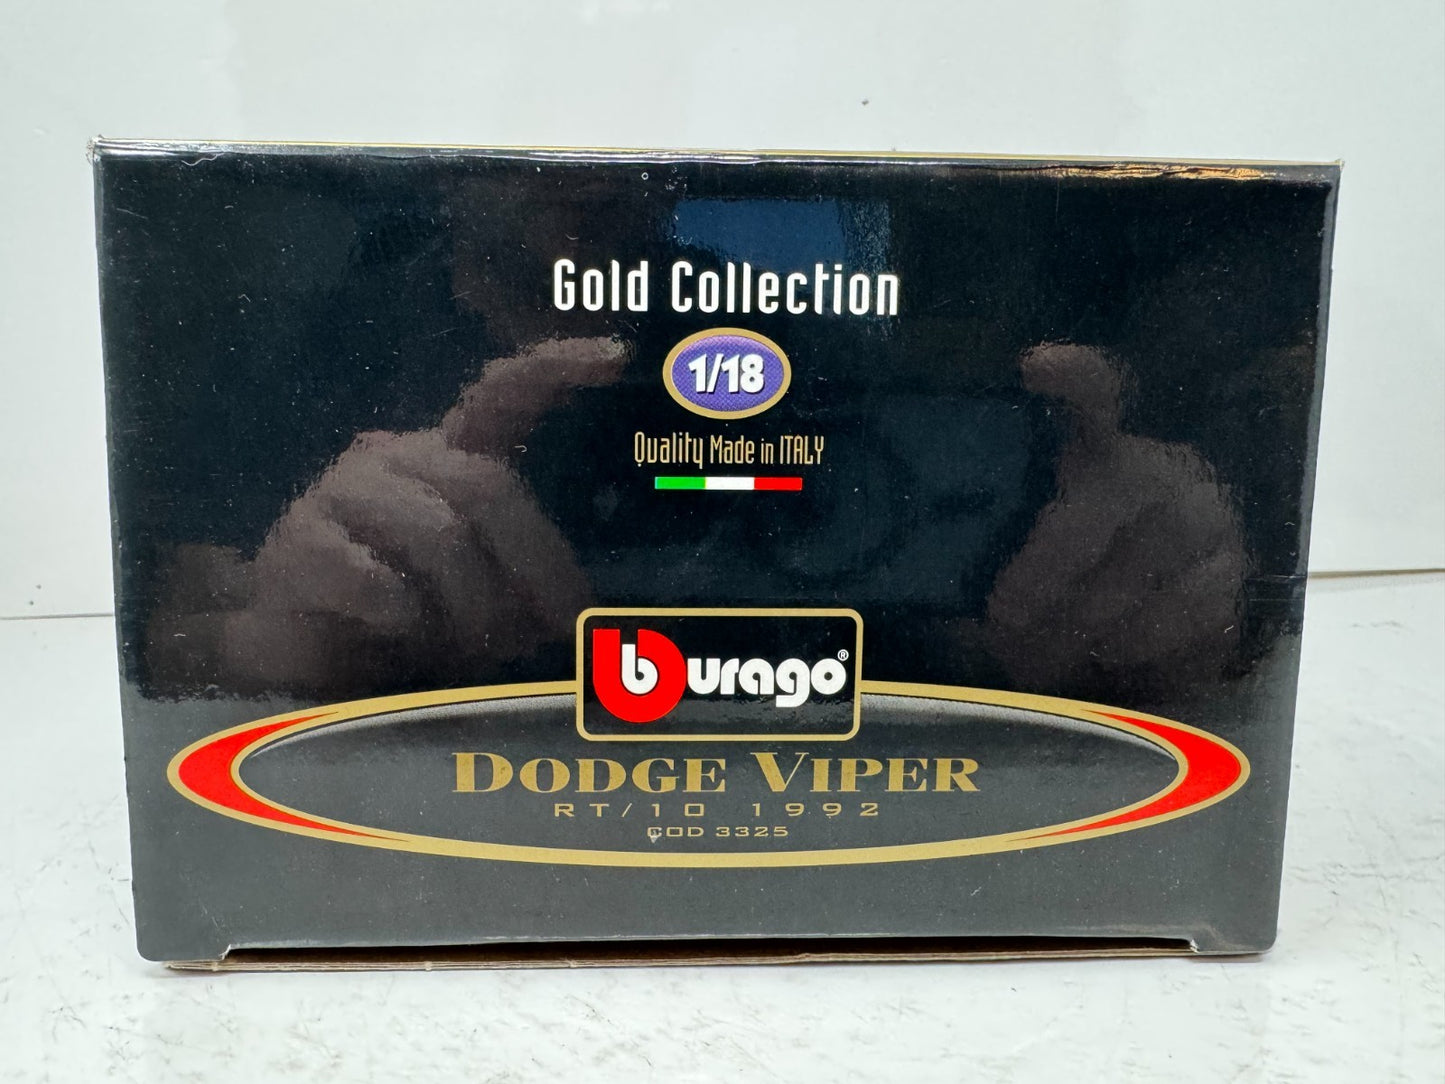 Gold Collection
1/18
Quality Made in ITALY
burago®
DODGE VIPER
RT/10 1992
COD 3325